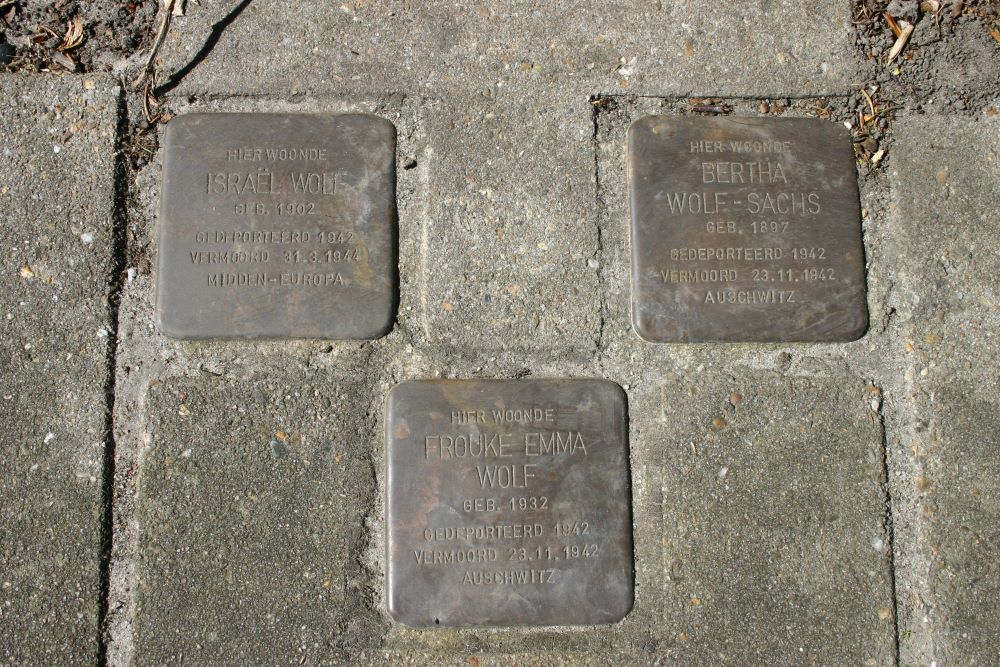 HIER WOONDE
ISRAËL WOLF
GEB. 1902
GEDEPORTEERD 1942
VERMOORD 31.3.1944
MIDDEN-EUROPA
HIER WOONDE
BERTHA
WOLF-SACHS
GEB. 1897
GEDEPORTEERD 1942
VERMOORD 23.11.1942
AUSCHWITZ
HIER WOONDE
FROUKE EMMA
WOLF
GEB. 1932
GEDEPORTEERD 1942
VERMOORD 23.11.1942
AUSCHWITZ